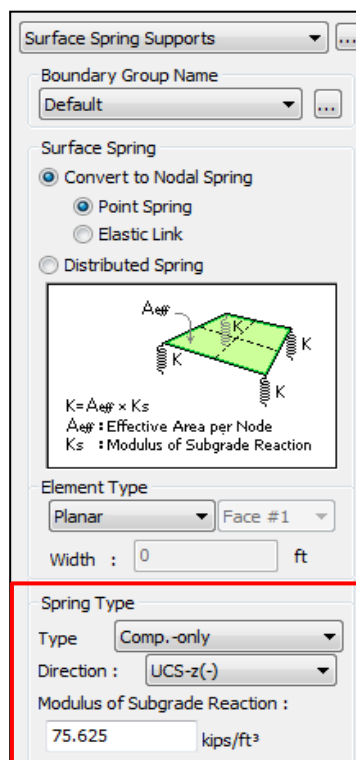 Surface Spring Supports ...
Boundary Group Name
Default ...
Surface Spring
Convert to Nodal Spring
Point Spring
Elastic Link
Distributed Spring
Aeff
K
K
K
K
K=Aeff × Ks
Aeff : Effective Area per Node
Ks : Modulus of Subgrade Reaction
Element Type
Planar Face #1
Width : 0 ft
Spring Type
Type Comp.-only
Direction : UCS-z(-)
Modulus of Subgrade Reaction :
75.625 kips/ft³